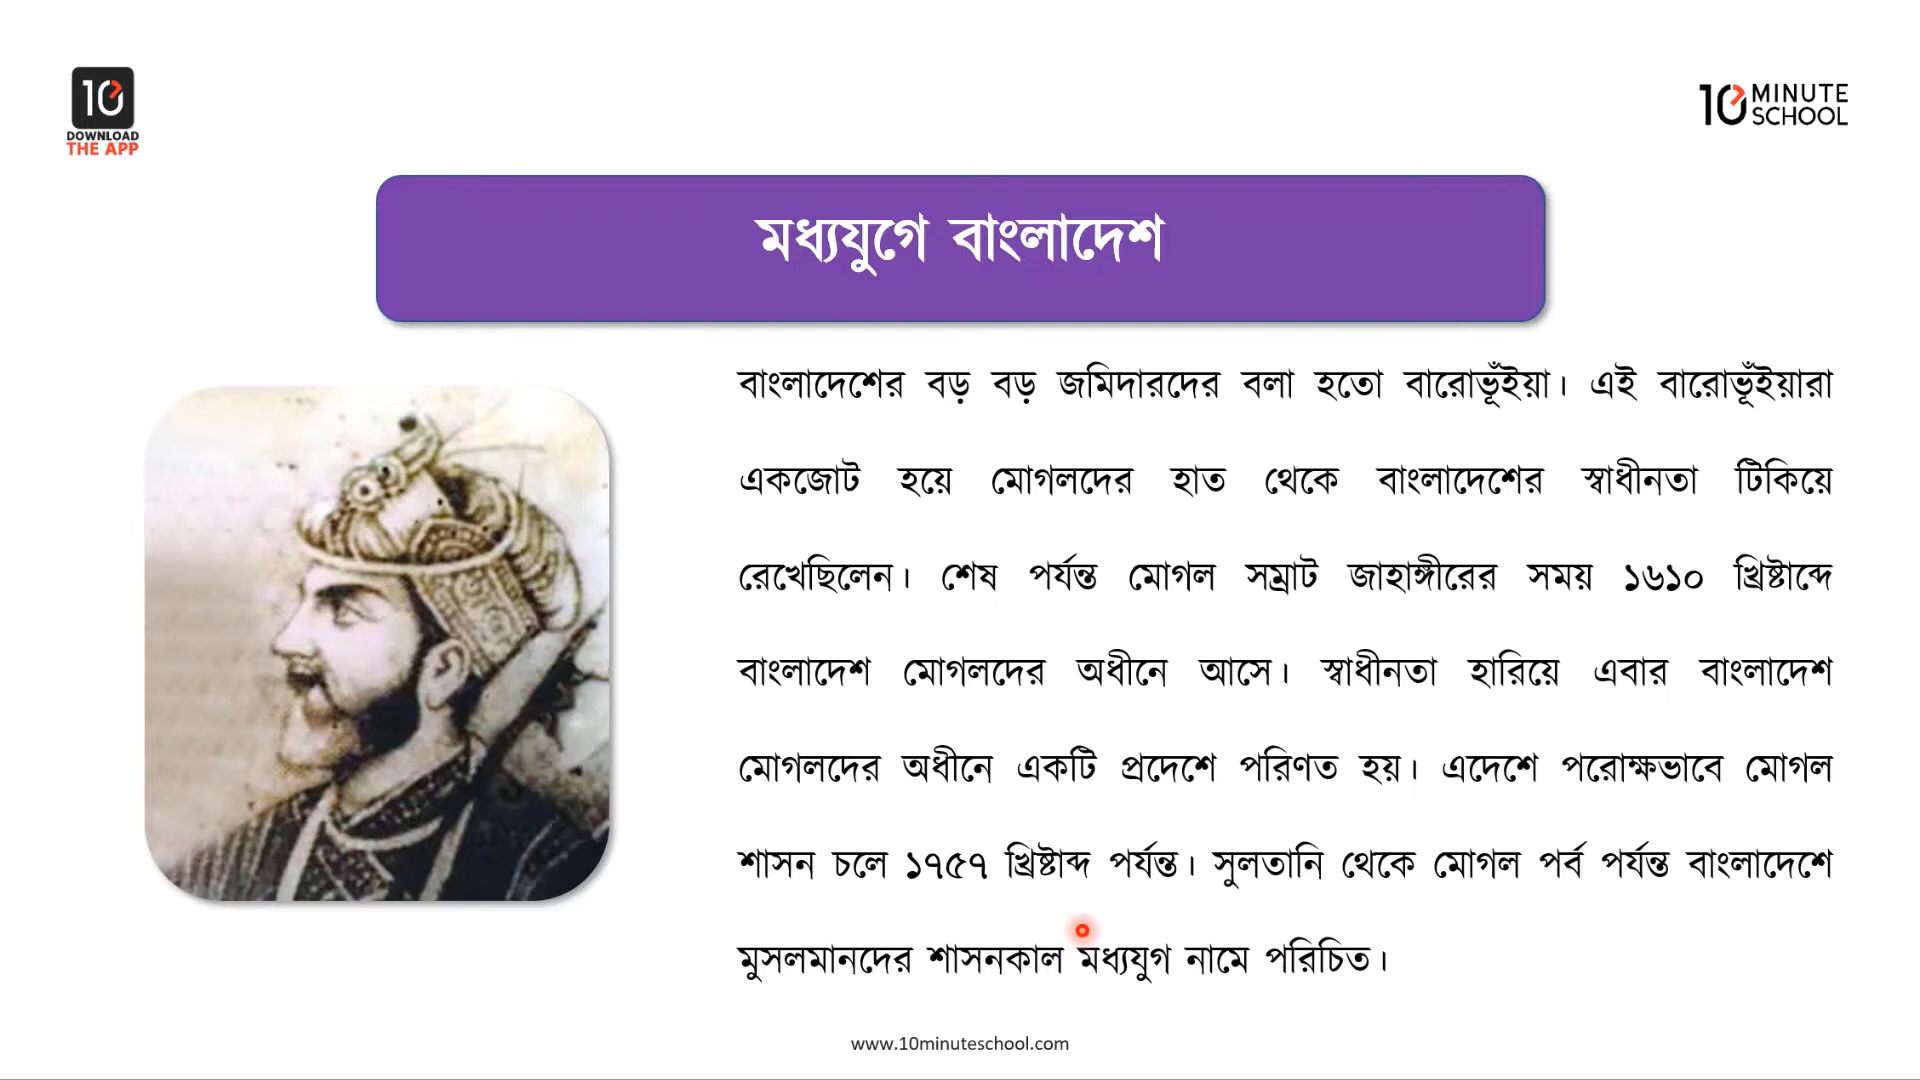 10
DOWNLOAD
THE APP
10 MINUTE
SCHOOL
মধ্যযুগে বাংলাদেশ
বাংলাদেশের বড় বড় জমিদারদের বলা হতো বারোভূঁইয়া। এই বারোভূঁইয়ারা
একজোট হয়ে মোগলদের হাত থেকে বাংলাদেশের স্বাধীনতা টিকিয়ে
রেখেছিলেন। শেষ পর্যন্ত মোগল সম্রাট জাহাঙ্গীরের সময় ১৬১০ খ্রিষ্টাব্দে
বাংলাদেশ মোগলদের অধীনে আসে। স্বাধীনতা হারিয়ে এবার বাংলাদেশ
মোগলদের অধীনে একটি প্রদেশে পরিণত হয়। এদেশে পরোক্ষভাবে মোগল
শাসন চলে ১৭৫৭ খ্রিষ্টাব্দ পর্যন্ত। সুলতানি থেকে মোগল পর্ব পর্যন্ত বাংলাদেশে
মুসলমানদের শাসনকাল মধ্যযুগ নামে পরিচিত।
www.10minuteschool.com